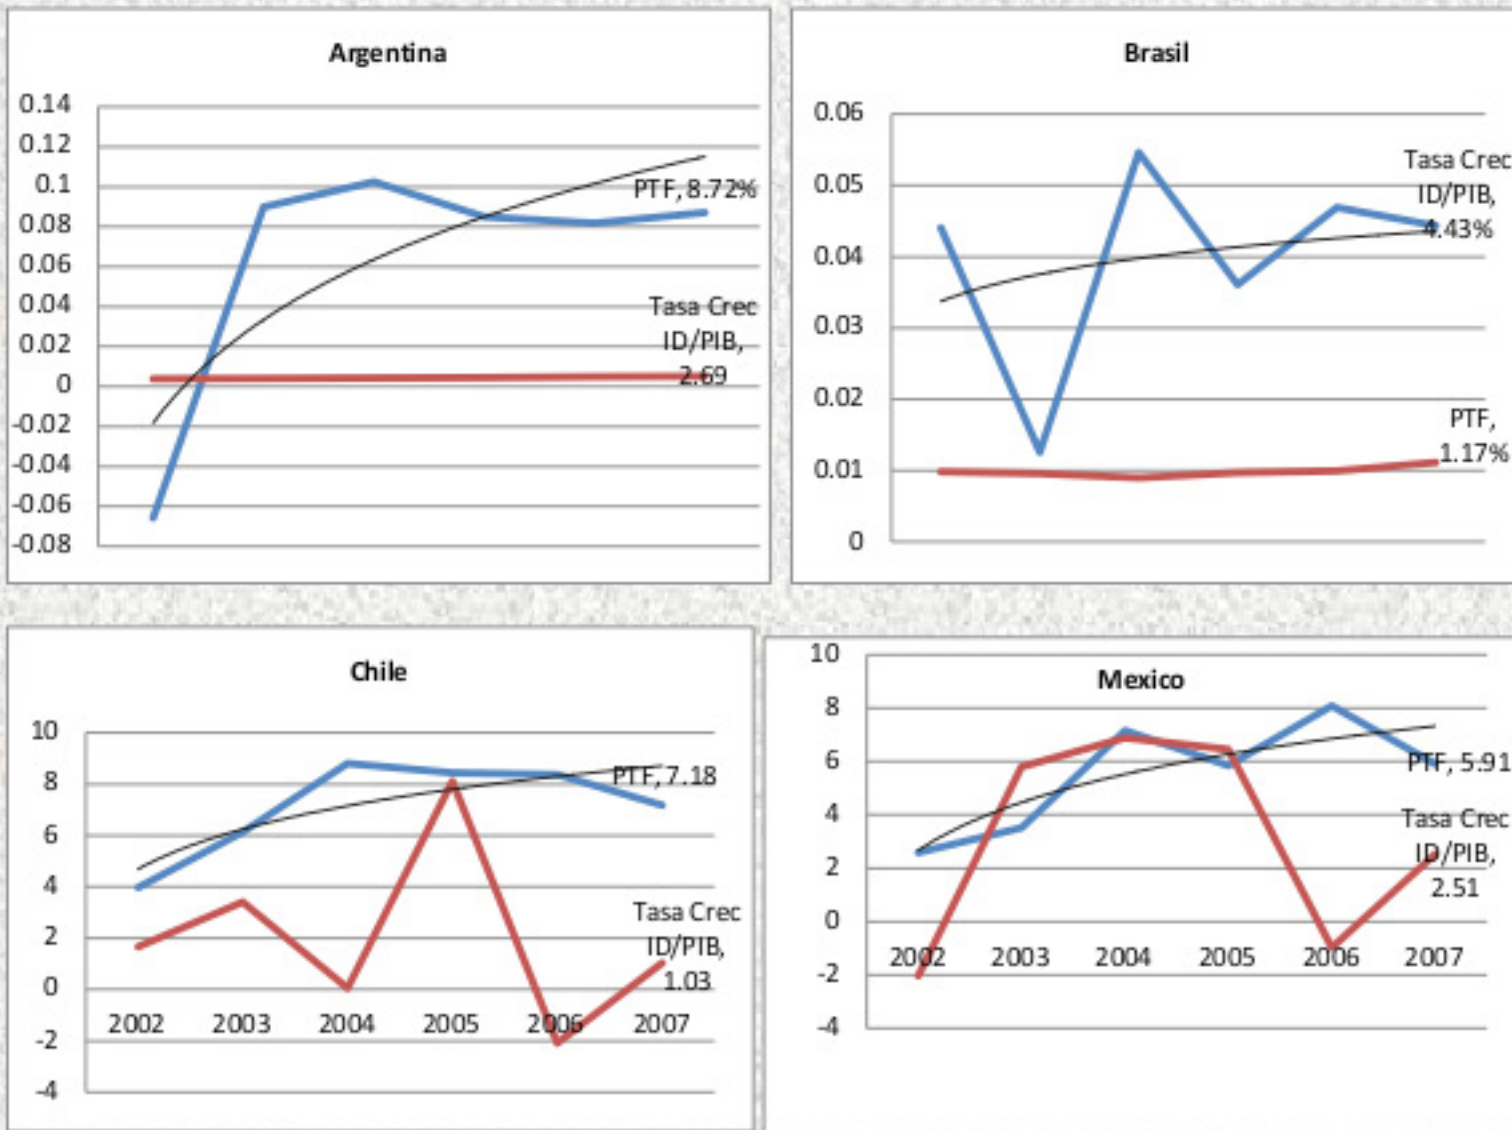 Argentina
0.14
0.12
0.1
0.08
0.06
0.04
0.02
0
-0.02
-0.04
-0.06
-0.08
PTF, 8.72%
Tasa Crec
ID/PIB,
2.69
Brasil
0.06
0.05
0.04
0.03
0.02
0.01
0
Tasa Crec
ID/PIB,
4.43%
PTF,
1.17%
Chile
10
8
6
4
2
0
-2
-4
PTF, 7.18
Tasa Crec
ID/PIB,
1.03
2002 2003 2004 2005 2006 2007
Mexico
10
8
6
4
2
0
-2
-4
PTF, 5.91
Tasa Crec
ID/PIB,
2.51
2002 2003 2004 2005 2006 2007